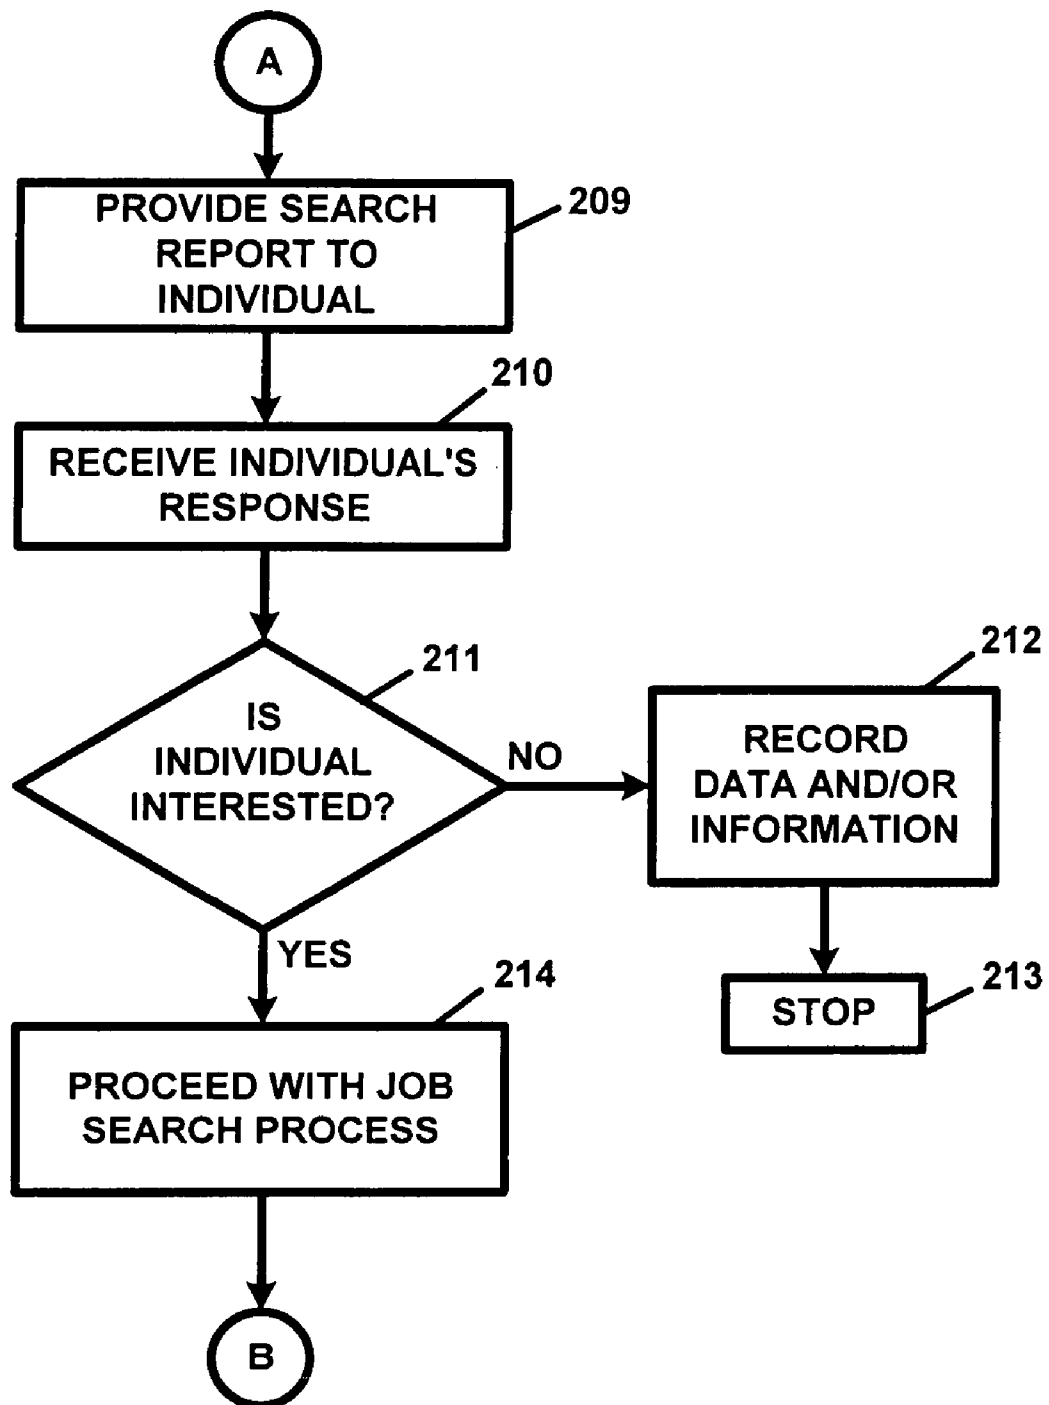 A
PROVIDE SEARCH
REPORT TO
INDIVIDUAL
209
210
RECEIVE INDIVIDUAL'S
RESPONSE
211
IS
INDIVIDUAL
INTERESTED?
NO
212
RECORD
DATA AND/OR
INFORMATION
YES
213
STOP
214
PROCEED WITH JOB
SEARCH PROCESS
B